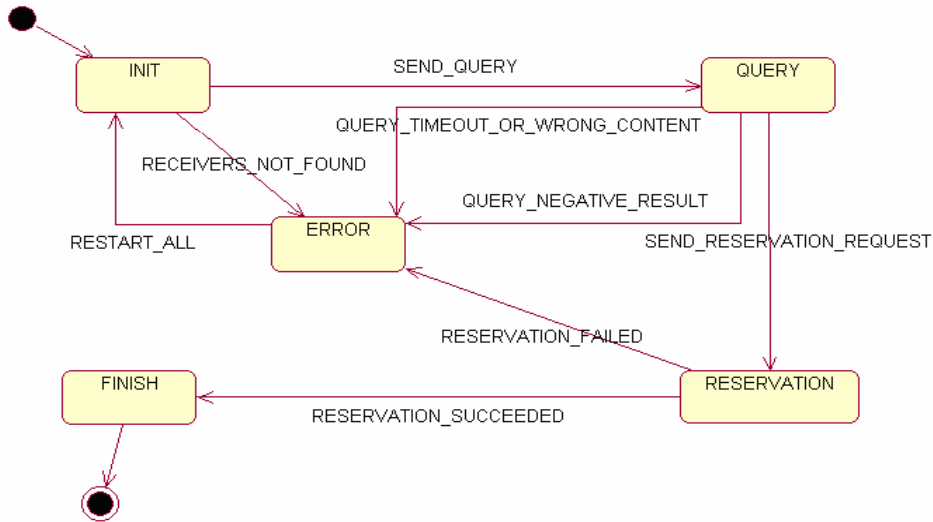 INIT
SEND_QUERY
QUERY
QUERY_TIMEOUT_OR_WRONG_CONTENT
RECEIVERS_NOT_FOUND
QUERY_NEGATIVE_RESULT
ERROR
RESTART_ALL
SEND_RESERVATION_REQUEST
RESERVATION_FAILED
FINISH
RESERVATION
RESERVATION_SUCCEEDED